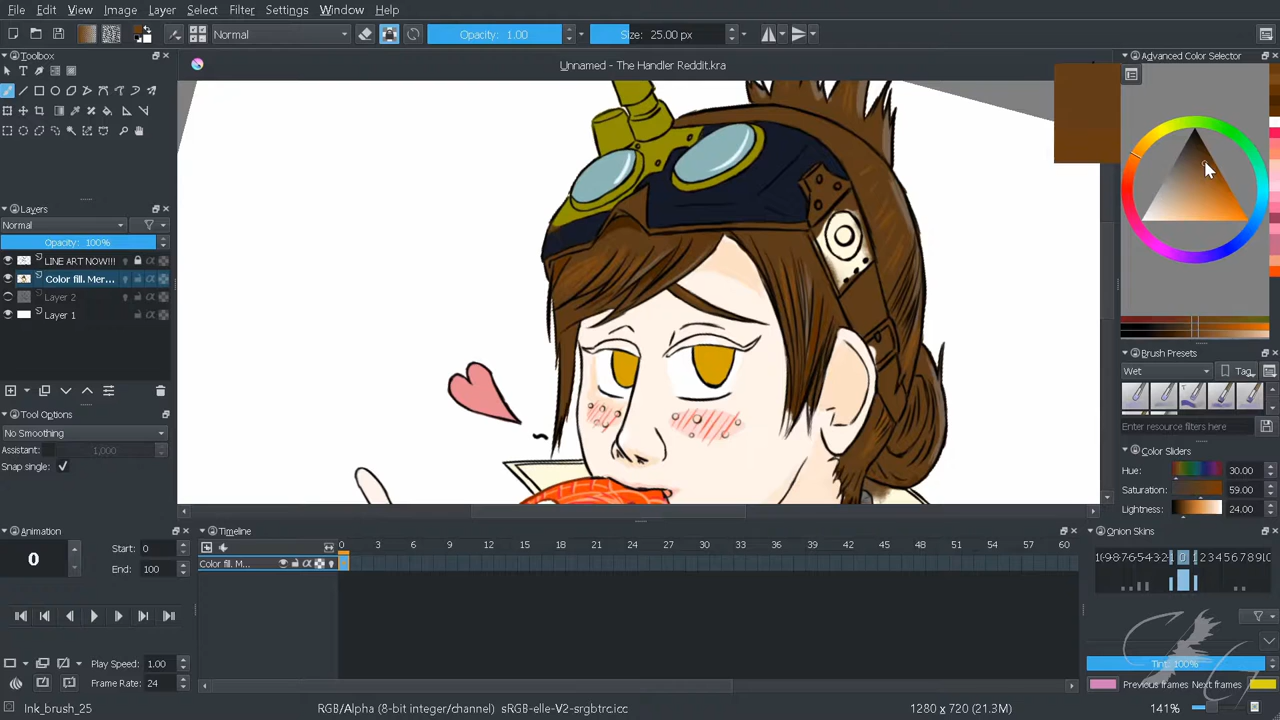 File Edit View Image Layer Select Filter Settings Window Help
Normal Opacity: 1.00 Size: 25.00 px
Toolbox
Unnamed - The Handler Reddit.kra
Advanced Color Selector
Layers
Normal
Opacity: 100%
LINE ART NOW!!!
Color fill. Mer...
Layer 2
Layer 1
Tool Options
No Smoothing
Assistant: 1,000
Snap single:
Brush Presets
Wet Tag
Enter resource filters here
Color Sliders
Hue: 30.00
Saturation: 59.00
Lightness: 24.00
Animation
0
Start: 0
End: 100
Play Speed: 1.00
Frame Rate: 24
Timeline
0 3 6 9 12 15 18 21 24 27 30 33 36 39 42 45 48 51 54 57 60
Color fill. M...
Onion Skins
Tint: 100%
Previous frames Next frames
Ink_brush_25
RGB/Alpha (8-bit integer/channel) sRGB-elle-V2-srgbtrc.icc
1280 x 720 (21.3M)
141%